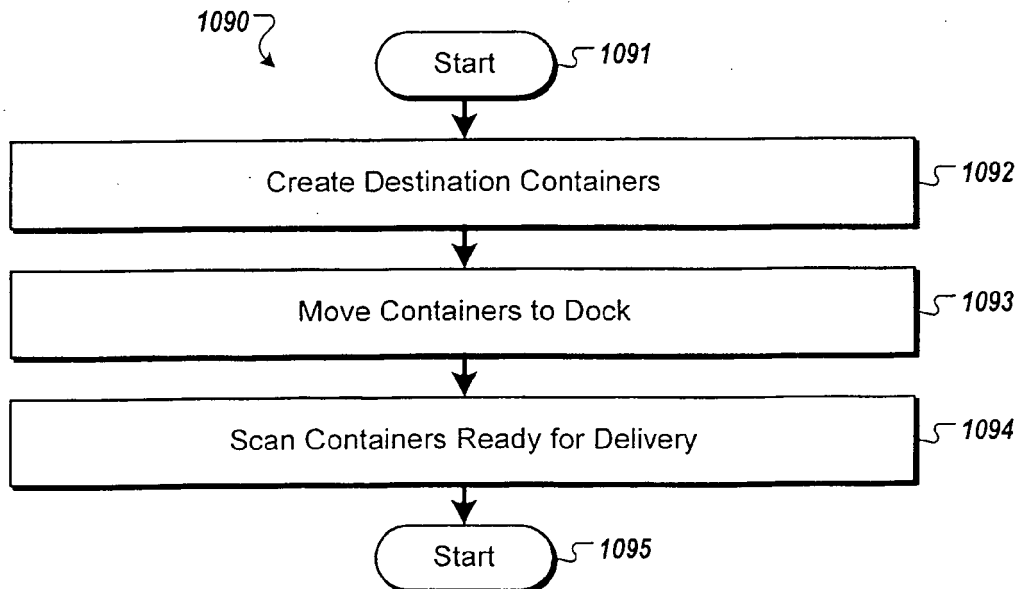 1090
Start
1091
Create Destination Containers
1092
Move Containers to Dock
1093
Scan Containers Ready for Delivery
1094
Start
1095